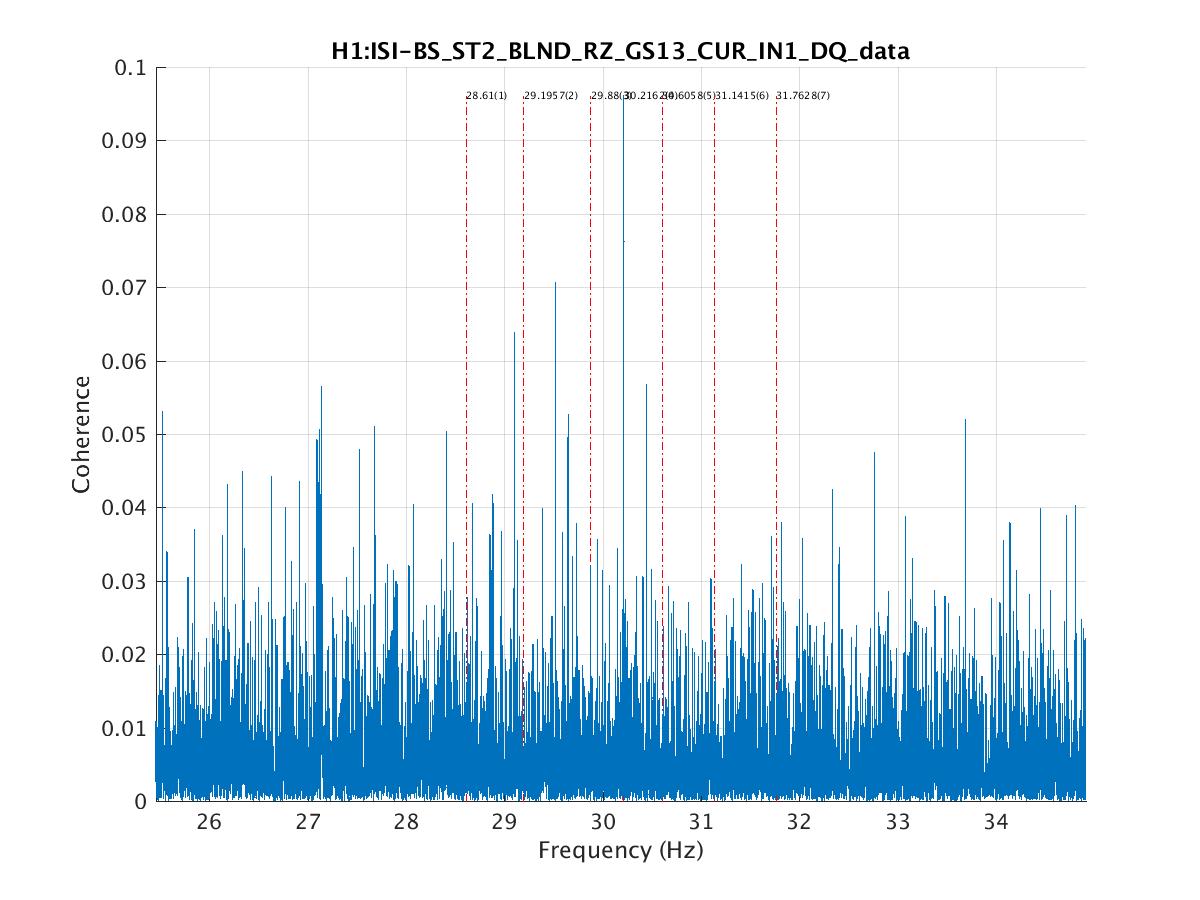 H1:ISI-BS_ST2_BLND_RZ_GS13_CUR_IN1_DQ_data
0.1
0.09
0.08
0.07
0.06
0.05
0.04
0.03
0.02
0.01
0
Coherence
28.61(1) 29.1957(2) 31.1415(6) 31.7628(7)
26 27 28 29 30 31 32 33 34
Frequency (Hz)